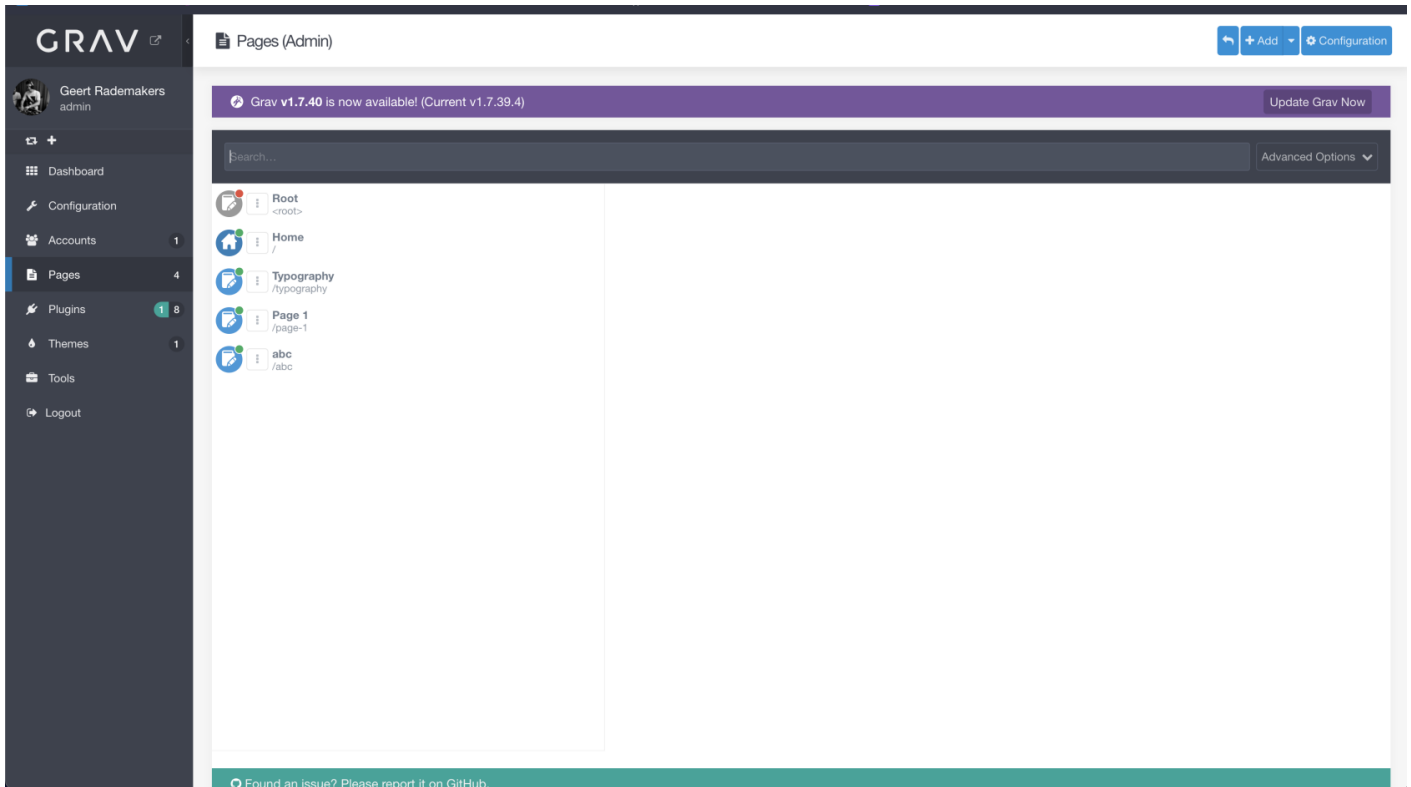 GRAV
Pages (Admin)
Add
Configuration
Geert Rademakers
admin
Grav v1.7.40 is now available! (Current v1.7.39.4)
Update Grav Now
Search...
Advanced Options
Dashboard
Configuration
Accounts 1
Pages 4
Plugins 1 8
Themes 1
Tools
Logout
Root
<root>
Home
/
Typography
/typography
Page 1
/page-1
abc
/abc
Found an issue? Please report it on GitHub.